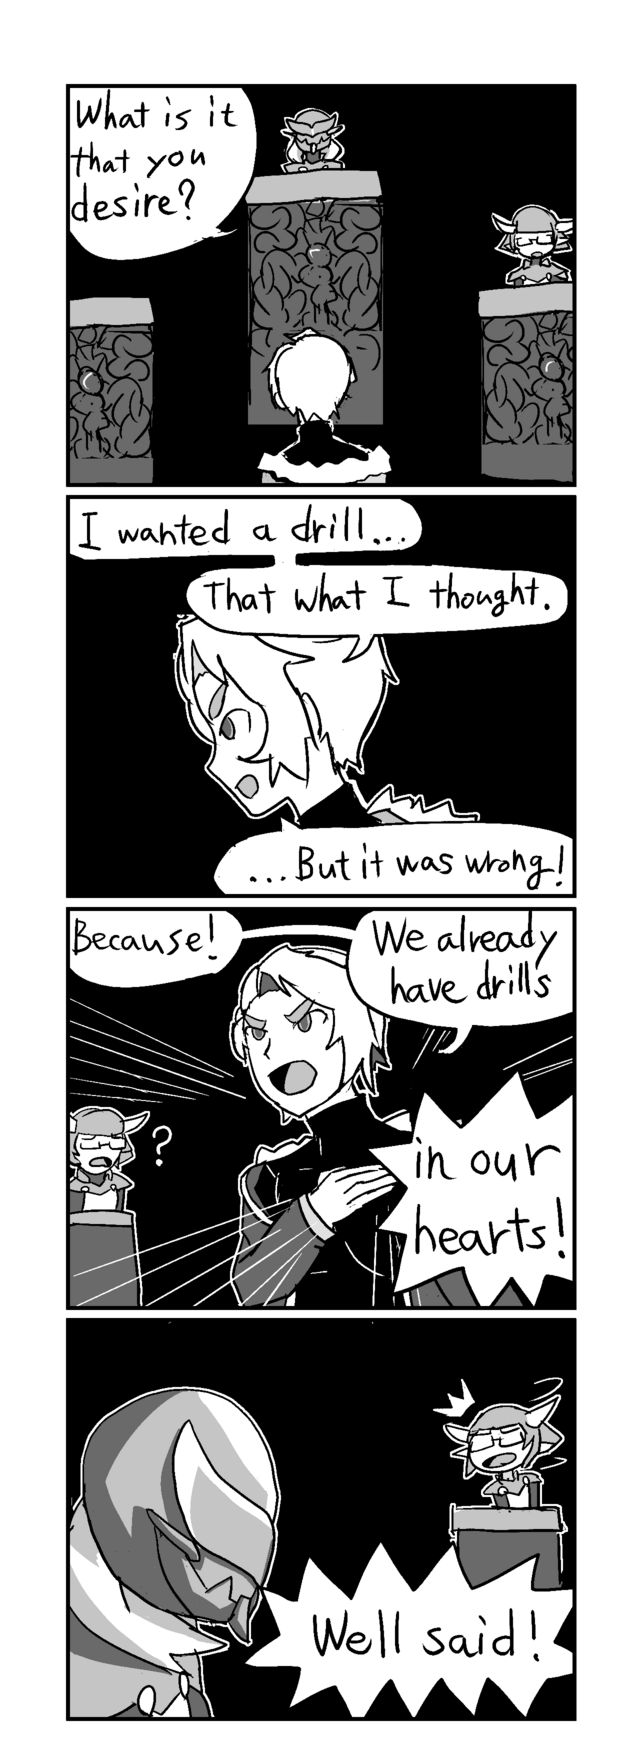 What is it
that you
desire?
I wanted a drill...
That what I thought.
...But it was wrong!
Because!
We already
have drills
in our
hearts!
?
Well said!